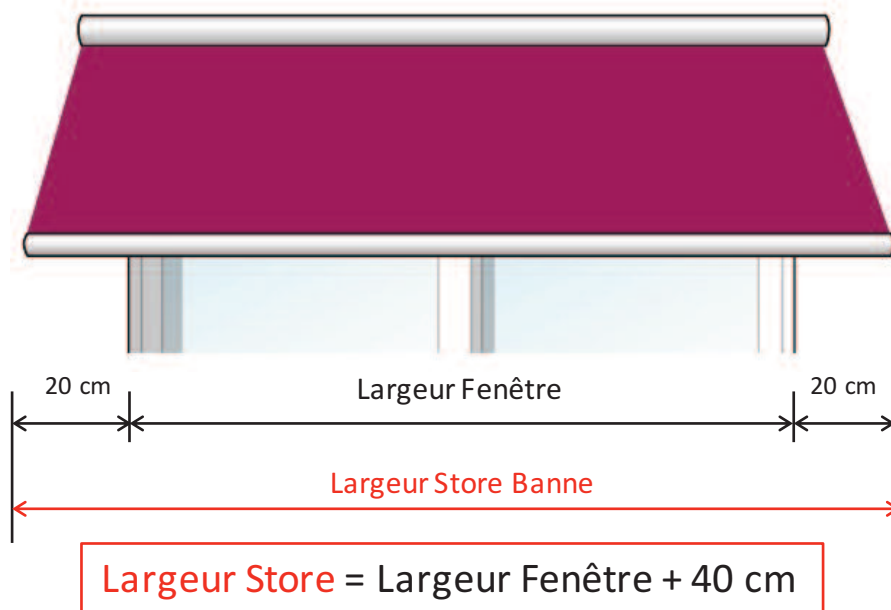 20 cm Largeur Fenêtre 20 cm
Largeur Store Banne
Largeur Store = Largeur Fenêtre + 40 cm